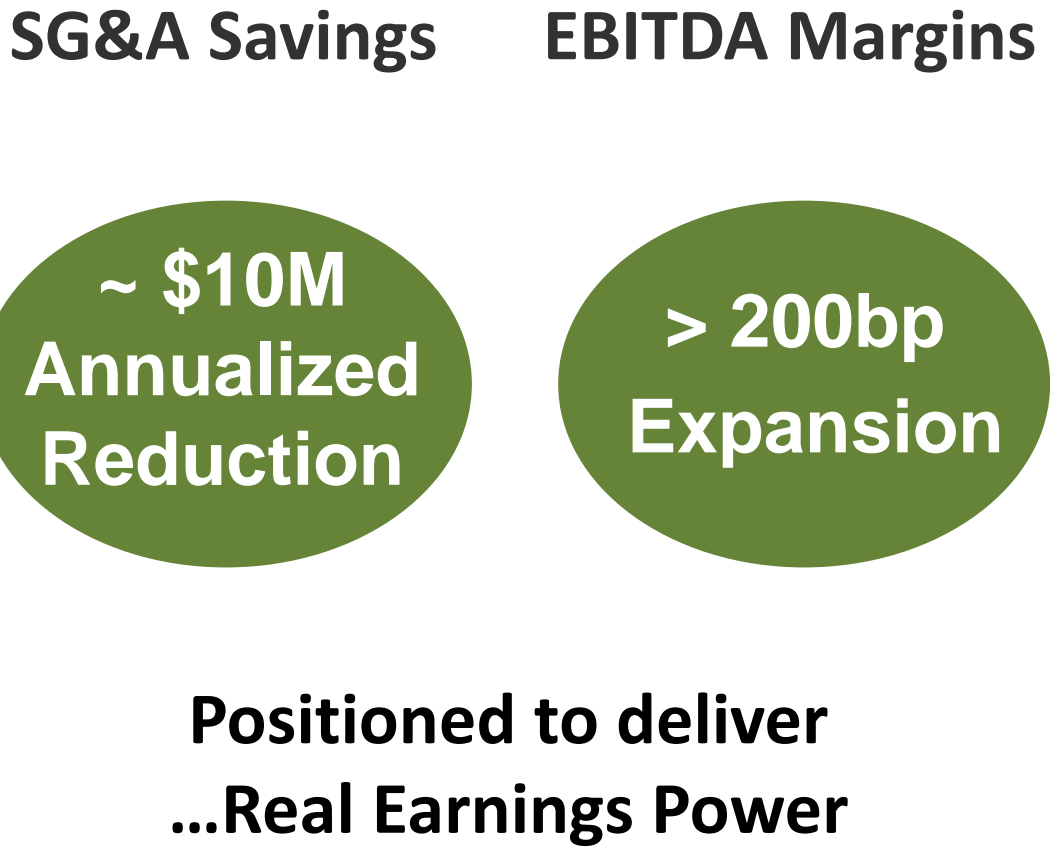 SG&A Savings
EBITDA Margins
~ $10M
Annualized
Reduction
> 200bp
Expansion
Positioned to deliver
…Real Earnings Power